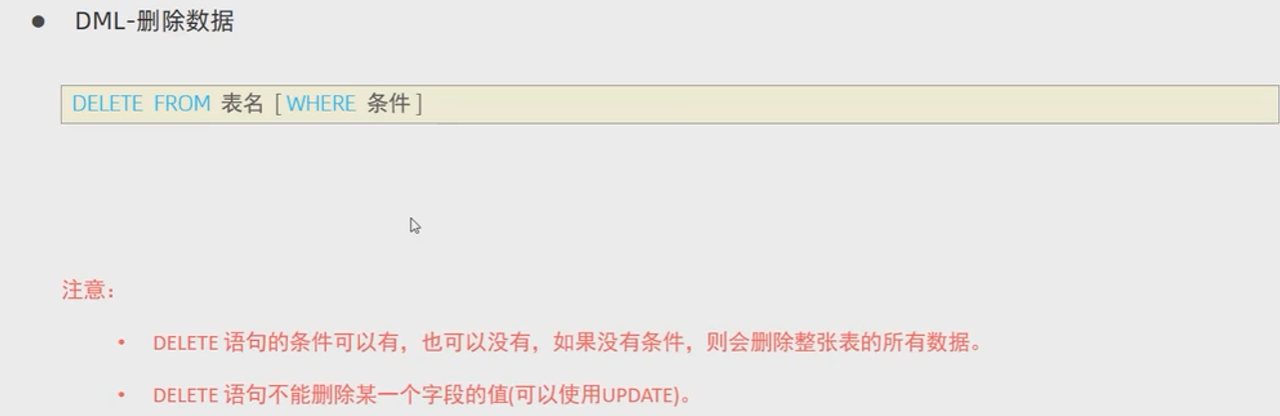 ● DML-删除数据
DELETE FROM 表名 [ WHERE 条件 ]
注意：
• DELETE 语句的条件可以有，也可以没有，如果没有条件，则会删除整张表的所有数据。
• DELETE 语句不能删除某一个字段的值(可以使用UPDATE)。